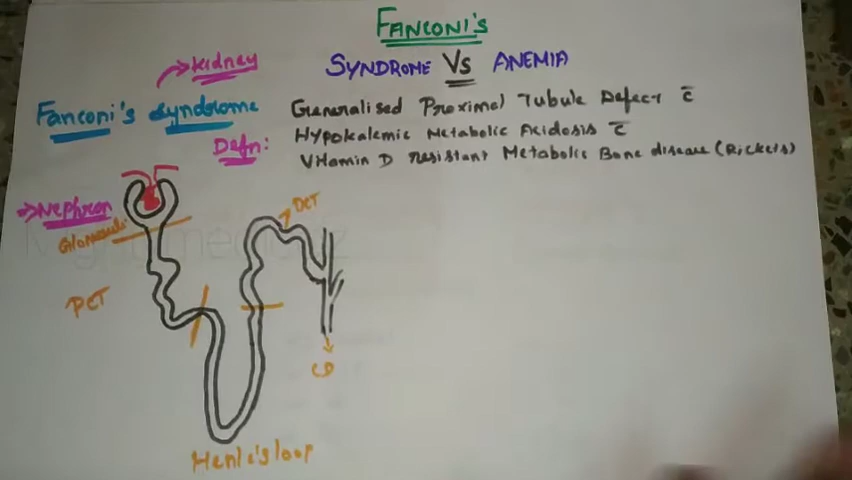 FANCONI'S
SYNDROME Vs ANEMIA
Kidney
Fanconi's Syndrome
Generalised Proximal Tubule Defect c̄
Hypokalemic Metabolic Acidosis c̄
Defn:
Vitamin D resistant Metabolic Bone disease (Rickets)
Nephron
DCT
Glomeruli
PCT
CD
Henle's loop